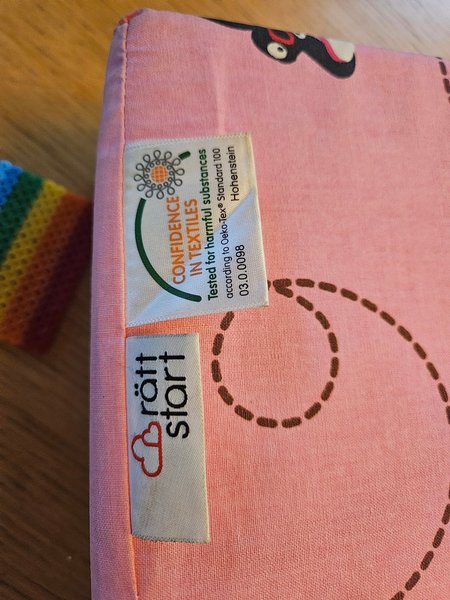 CONFIDENCE
IN TEXTILES
Tested for harmful substances
according to Oeko-Tex® Standard 100
03.0.0098 Hohenstein
rätt
start